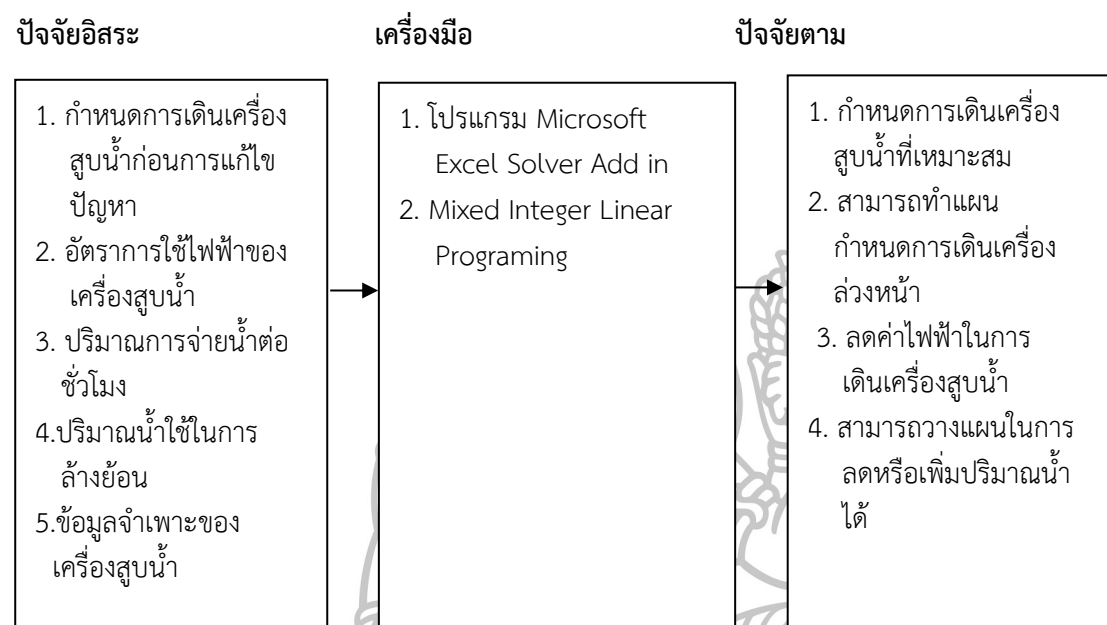 ปัจจัยอิสระ
เครื่องมือ
ปัจจัยตาม
1. กำหนดการเดินเครื่อง
สูบน้ำก่อนการแก้ไข
ปัญหา
2. อัตราการใช้ไฟฟ้าของ
เครื่องสูบน้ำ
3. ปริมาณการจ่ายน้ำต่อ
ชั่วโมง
4.ปริมาณน้ำใช้ในการ
ล้างย้อน
5.ข้อมูลจำเพาะของ
เครื่องสูบน้ำ
1. โปรแกรม Microsoft
Excel Solver Add in
2. Mixed Integer Linear
Programing
1. กำหนดการเดินเครื่อง
สูบน้ำที่เหมาะสม
2. สามารถทำแผน
กำหนดการเดินเครื่อง
ล่วงหน้า
3. ลดค่าไฟฟ้าในการ
เดินเครื่องสูบน้ำ
4. สามารถวางแผนในการ
ลดหรือเพิ่มปริมาณน้ำ
ได้